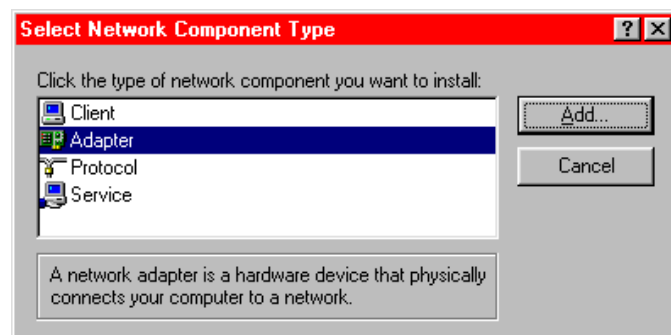 Select Network Component Type
Click the type of network component you want to install:
Client
Adapter
Protocol
Service
Add...
Cancel
A network adapter is a hardware device that physically
connects your computer to a network.